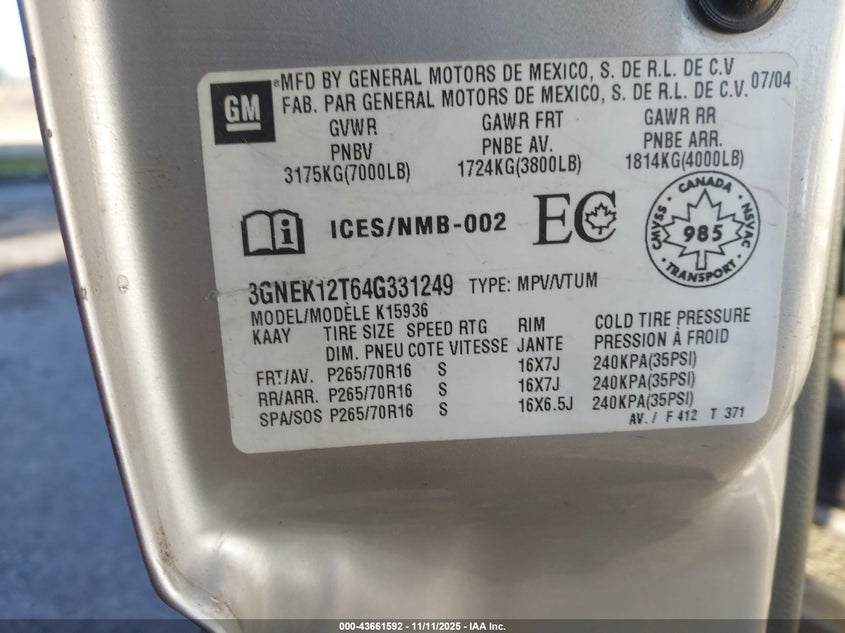 GM
MFD BY GENERAL MOTORS DE MEXICO, S. DE R.L. DE C.V
FAB. PAR GENERAL MOTORS DE MEXICO, S. DE R.L. DE C.V. 07/04
GVWR GAWR FRT GAWR RR
PNBV PNBE AV. PNBE ARR.
3175KG(7000LB) 1724KG(3800LB) 1814KG(4000LB)
i ICES/NMB-002 EC
CANADA
CMVSS 985 NSVAC
TRANSPORT
3GNEK12T64G331249 TYPE: MPV/VTUM
MODEL/MODÈLE K15936
KAAY TIRE SIZE SPEED RTG RIM COLD TIRE PRESSURE
DIM. PNEU COTE VITESSE JANTE PRESSION À FROID
FRT/AV. P265/70R16 S 16X7J 240KPA(35PSI)
RR/ARR. P265/70R16 S 16X7J 240KPA(35PSI)
SPA/SOS P265/70R16 S 16X6.5J 240KPA(35PSI)
AV. / F 412 T 371
000-43661592 - 11/11/2025 - IAA Inc.